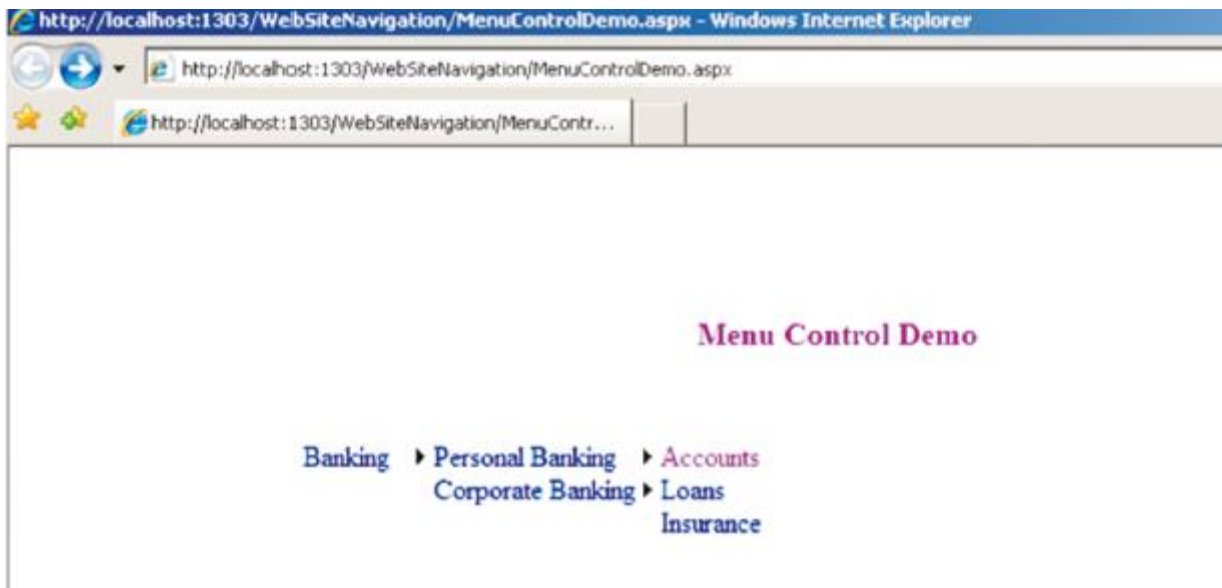 http://localhost:1303/WebSiteNavigation/MenuControlDemo.aspx - Windows Internet Explorer
http://localhost:1303/WebSiteNavigation/MenuControlDemo.aspx
http://localhost:1303/WebSiteNavigation/MenuContr...
Menu Control Demo
Banking Personal Banking Accounts
Corporate Banking Loans
Insurance